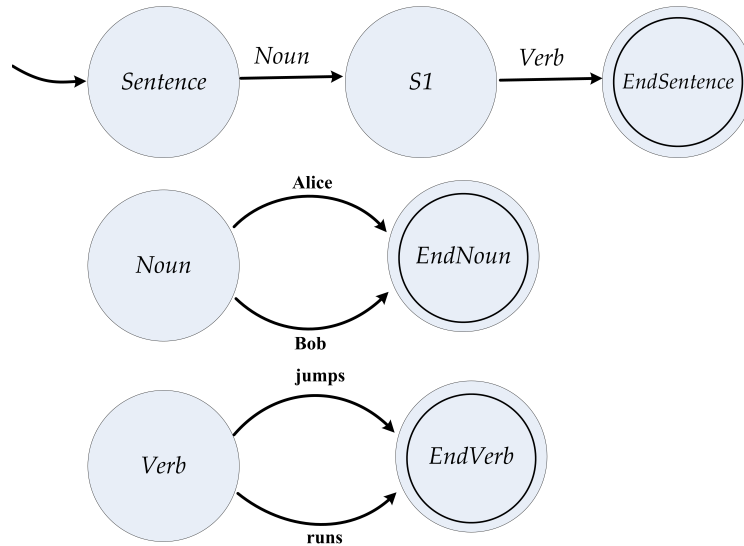 Noun
Verb
Sentence
S1
EndSentence
Alice
Noun
EndNoun
Bob
jumps
Verb
EndVerb
runs